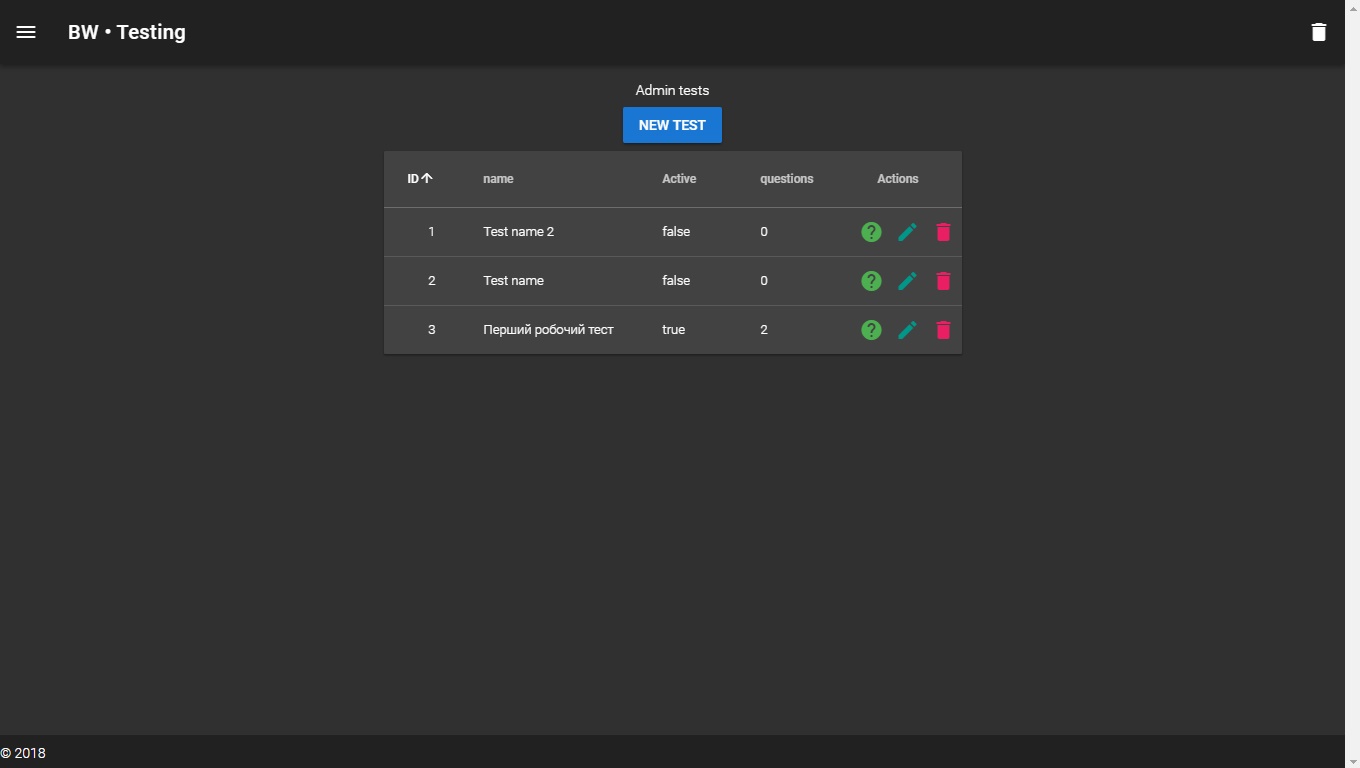 BW • Testing
Admin tests
NEW TEST
ID name Active questions Actions
1 Test name 2 false 0
2 Test name false 0
3 Перший робочий тест true 2
© 2018